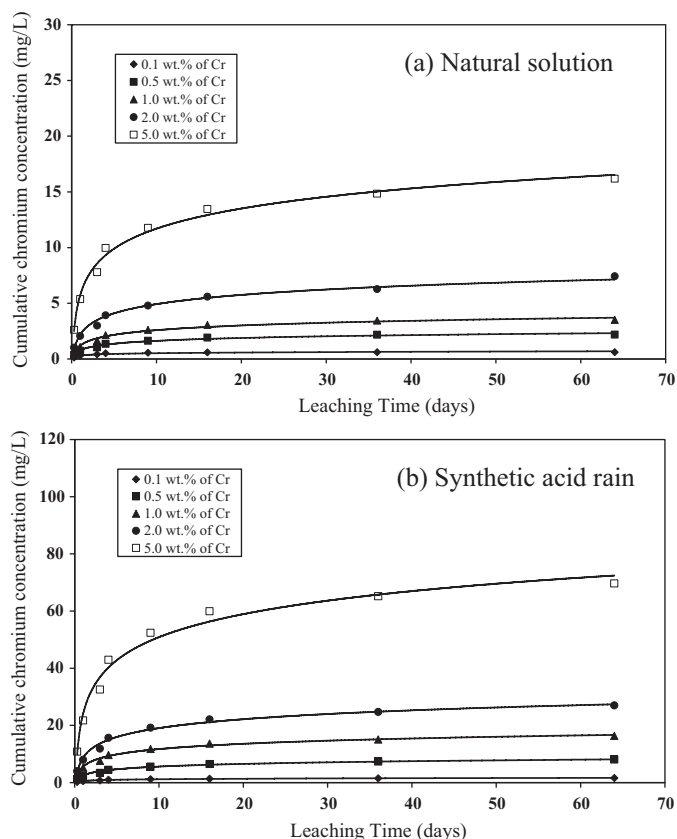 Cumulative chromium concentration (mg/L)
30
25
20
15
10
5
0
(a) Natural solution
0.1 wt.% of Cr
0.5 wt.% of Cr
1.0 wt.% of Cr
2.0 wt.% of Cr
5.0 wt.% of Cr
0 10 20 30 40 50 60 70
Leaching Time (days)
Cumulative chromium concentration (mg/L)
120
100
80
60
40
20
0
(b) Synthetic acid rain
0.1 wt.% of Cr
0.5 wt.% of Cr
1.0 wt.% of Cr
2.0 wt.% of Cr
5.0 wt.% of Cr
0 10 20 30 40 50 60 70
Leaching Time (days)